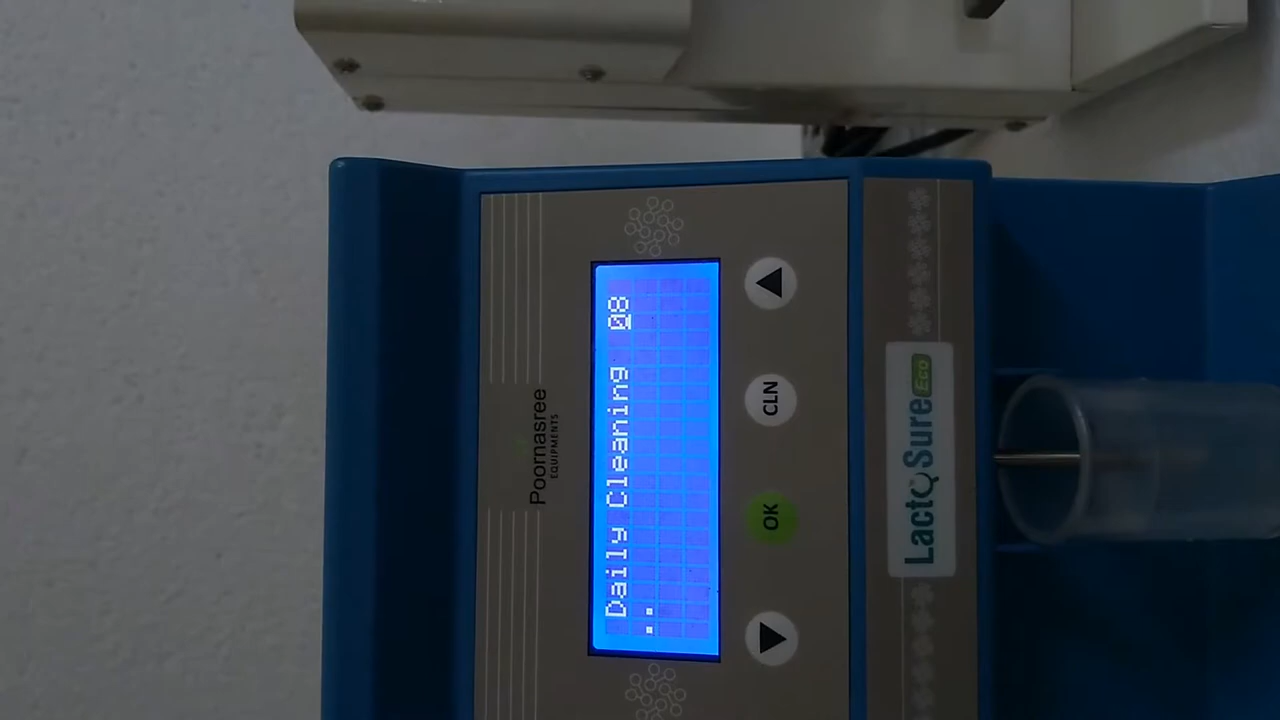 Poornasree
EQUIPMENTS
Daily Cleaning 08
..
OK
CLN
LactoSure Eco